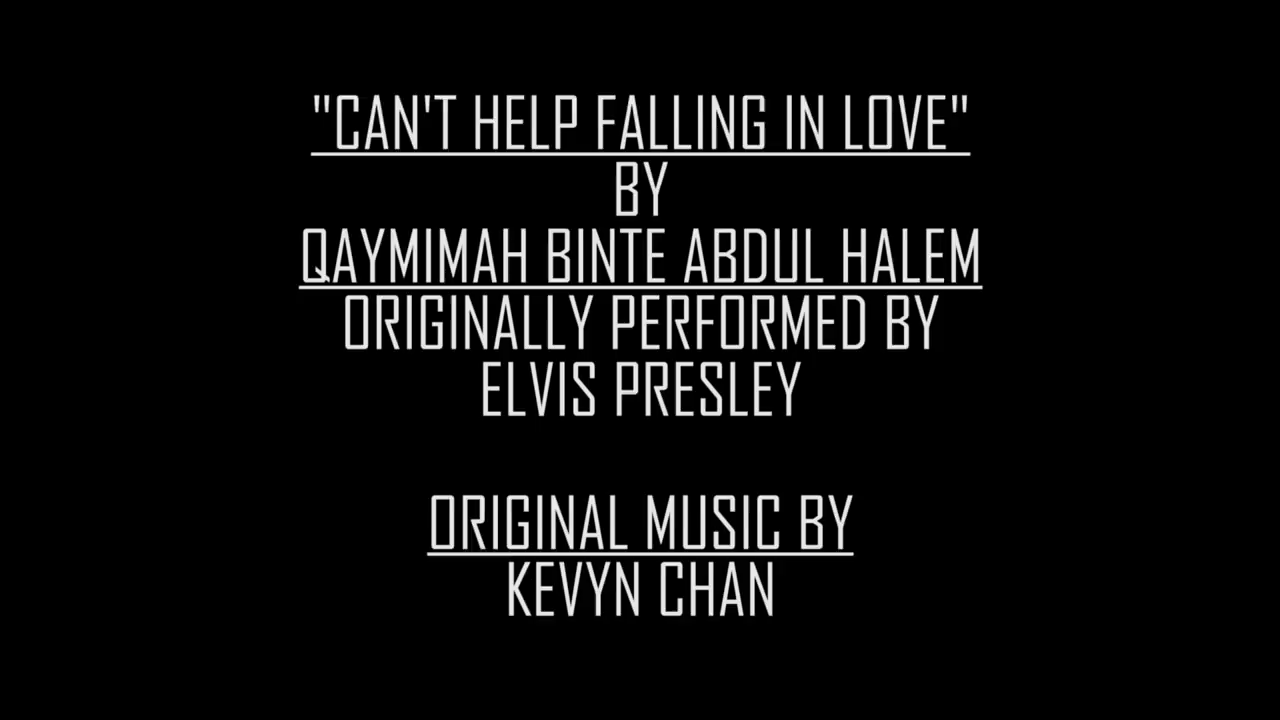 "CAN'T HELP FALLING IN LOVE"
BY
QAYMIMAH BINTE ABDUL HALEM
ORIGINALLY PERFORMED BY
ELVIS PRESLEY
ORIGINAL MUSIC BY
KEVYN CHAN